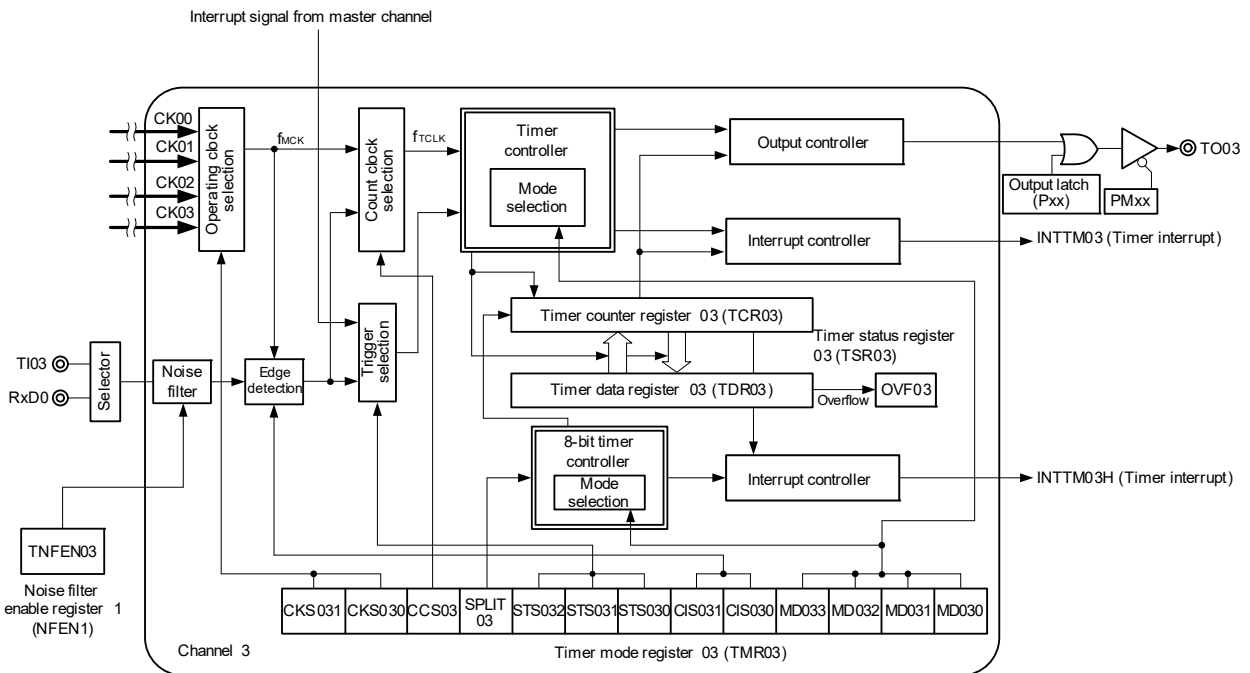 Interrupt signal from master channel
CK00
CK01
CK02
CK03
Operating clock
selection
fMCK
Count clock
selection
fTCLK
Timer
controller
Mode
selection
Output controller
TO03
Output latch
(Pxx)
PMxx
Interrupt controller
INTTM03 (Timer interrupt)
Timer counter register 03 (TCR03)
Timer status register
03 (TSR03)
Trigger
selection
TI03
RxD0
Selector
Noise
filter
Edge
detection
Timer data register 03 (TDR03)
Overflow
OVF03
8-bit timer
controller
Mode
selection
Interrupt controller
INTTM03H (Timer interrupt)
TNFEN03
Noise filter
enable register 1
(NFEN1)
CKS031
CKS030
CCS03
SPLIT
03
STS032
STS031
STS030
CIS031
CIS030
MD033
MD032
MD031
MD030
Channel 3
Timer mode register 03 (TMR03)